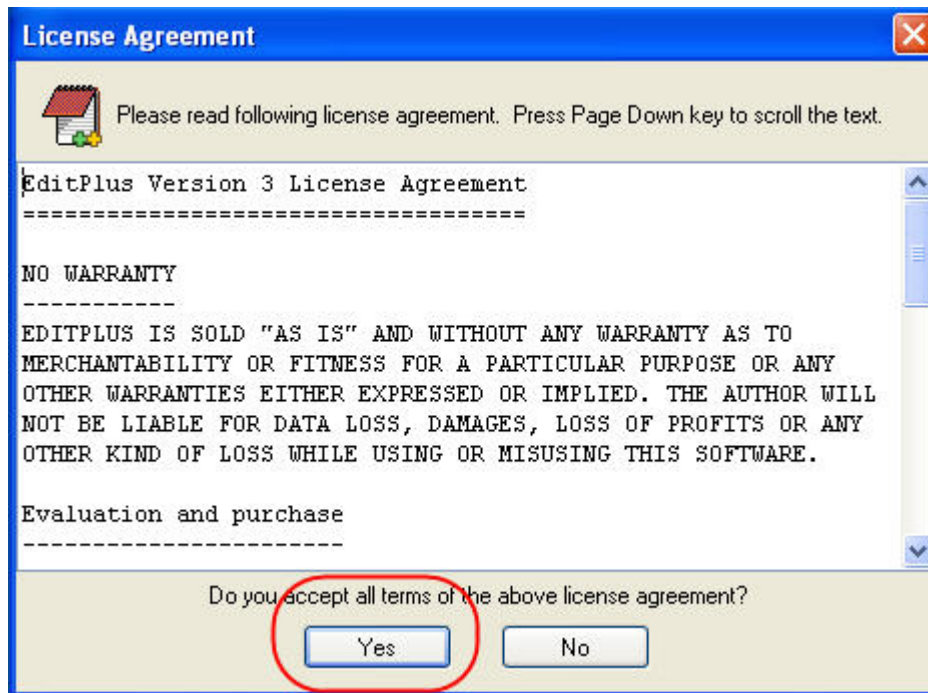 License Agreement
Please read following license agreement. Press Page Down key to scroll the text.
EditPlus Version 3 License Agreement
====================================
NO WARRANTY
-----------
EDITPLUS IS SOLD "AS IS" AND WITHOUT ANY WARRANTY AS TO
MERCHANTABILITY OR FITNESS FOR A PARTICULAR PURPOSE OR ANY
OTHER WARRANTIES EITHER EXPRESSED OR IMPLIED. THE AUTHOR WILL
NOT BE LIABLE FOR DATA LOSS, DAMAGES, LOSS OF PROFITS OR ANY
OTHER KIND OF LOSS WHILE USING OR MISUSING THIS SOFTWARE.
Evaluation and purchase
-----------------------
Do you accept all terms of the above license agreement?
Yes No